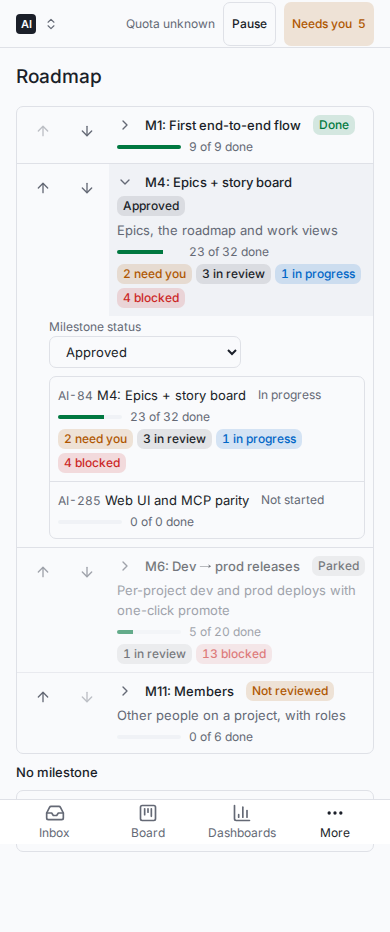 AI
Quota unknown
Pause
Needs you 5
Roadmap
M1: First end-to-end flow Done
9 of 9 done
M4: Epics + story board
Approved
Epics, the roadmap and work views
23 of 32 done
2 need you 3 in review 1 in progress
4 blocked
Milestone status
Approved
AI-84 M4: Epics + story board In progress
23 of 32 done
2 need you 3 in review 1 in progress
4 blocked
AI-285 Web UI and MCP parity Not started
0 of 0 done
M6: Dev → prod releases Parked
Per-project dev and prod deploys with
one-click promote
5 of 20 done
1 in review 13 blocked
M11: Members Not reviewed
Other people on a project, with roles
0 of 6 done
No milestone
Inbox
Board
Dashboards
More